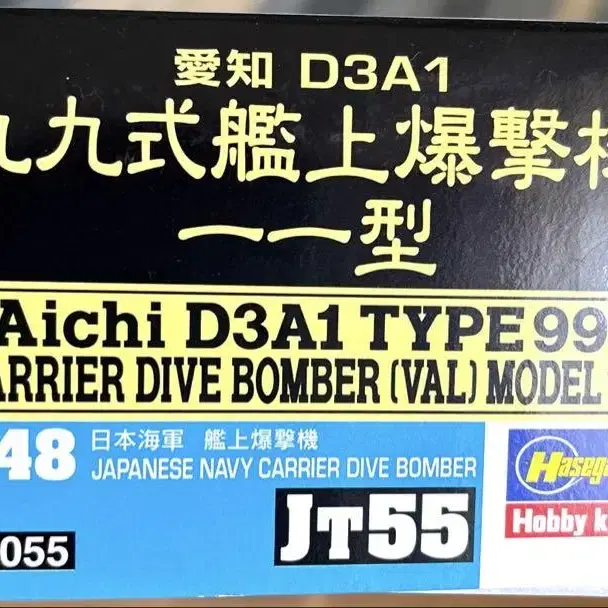 愛知 D3A1
九九式艦上爆撃機
一一型
Aichi D3A1 TYPE 99
ARRIER DIVE BOMBER (VAL) MODEL
48
日本海軍 艦上爆撃機
JAPANESE NAVY CARRIER DIVE BOMBER
Hasega
JT55
Hobby k
055